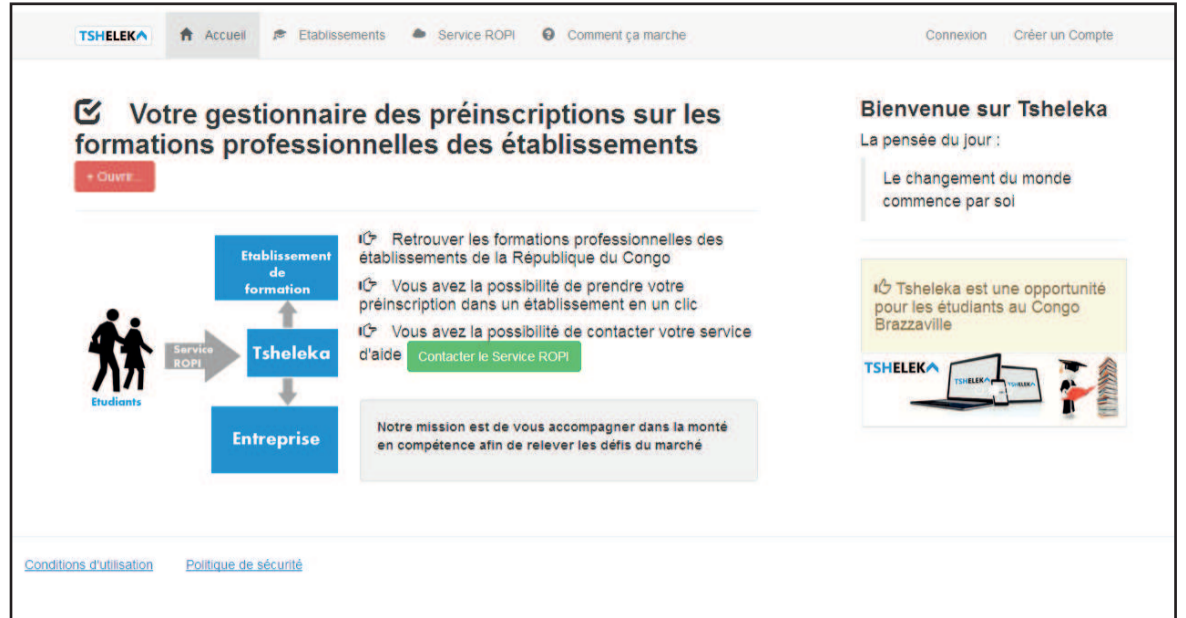 TSHELEKA Accueil Etablissements Service ROPI Comment ça marche Connexion Créer un Compte
Votre gestionnaire des préinscriptions sur les
formations professionnelles des établissements
+ Ouvrir...
Etablissement
de
formation
Service
ROPI
Tsheleka
Etudiants
Entreprise
Retrouver les formations professionnelles des
établissements de la République du Congo
Vous avez la possibilité de prendre votre
préinscription dans un établissement en un clic
Vous avez la possibilité de contacter votre service
d'aide Contacter le Service ROPI
Notre mission est de vous accompagner dans la monté
en compétence afin de relever les défis du marché
Bienvenue sur Tsheleka
La pensée du jour :
Le changement du monde
commence par soi
Tsheleka est une opportunité
pour les étudiants au Congo
Brazzaville
TSHELEKA
TSHELEKA
TSHELEKA
Conditions d'utilisation Politique de sécurité